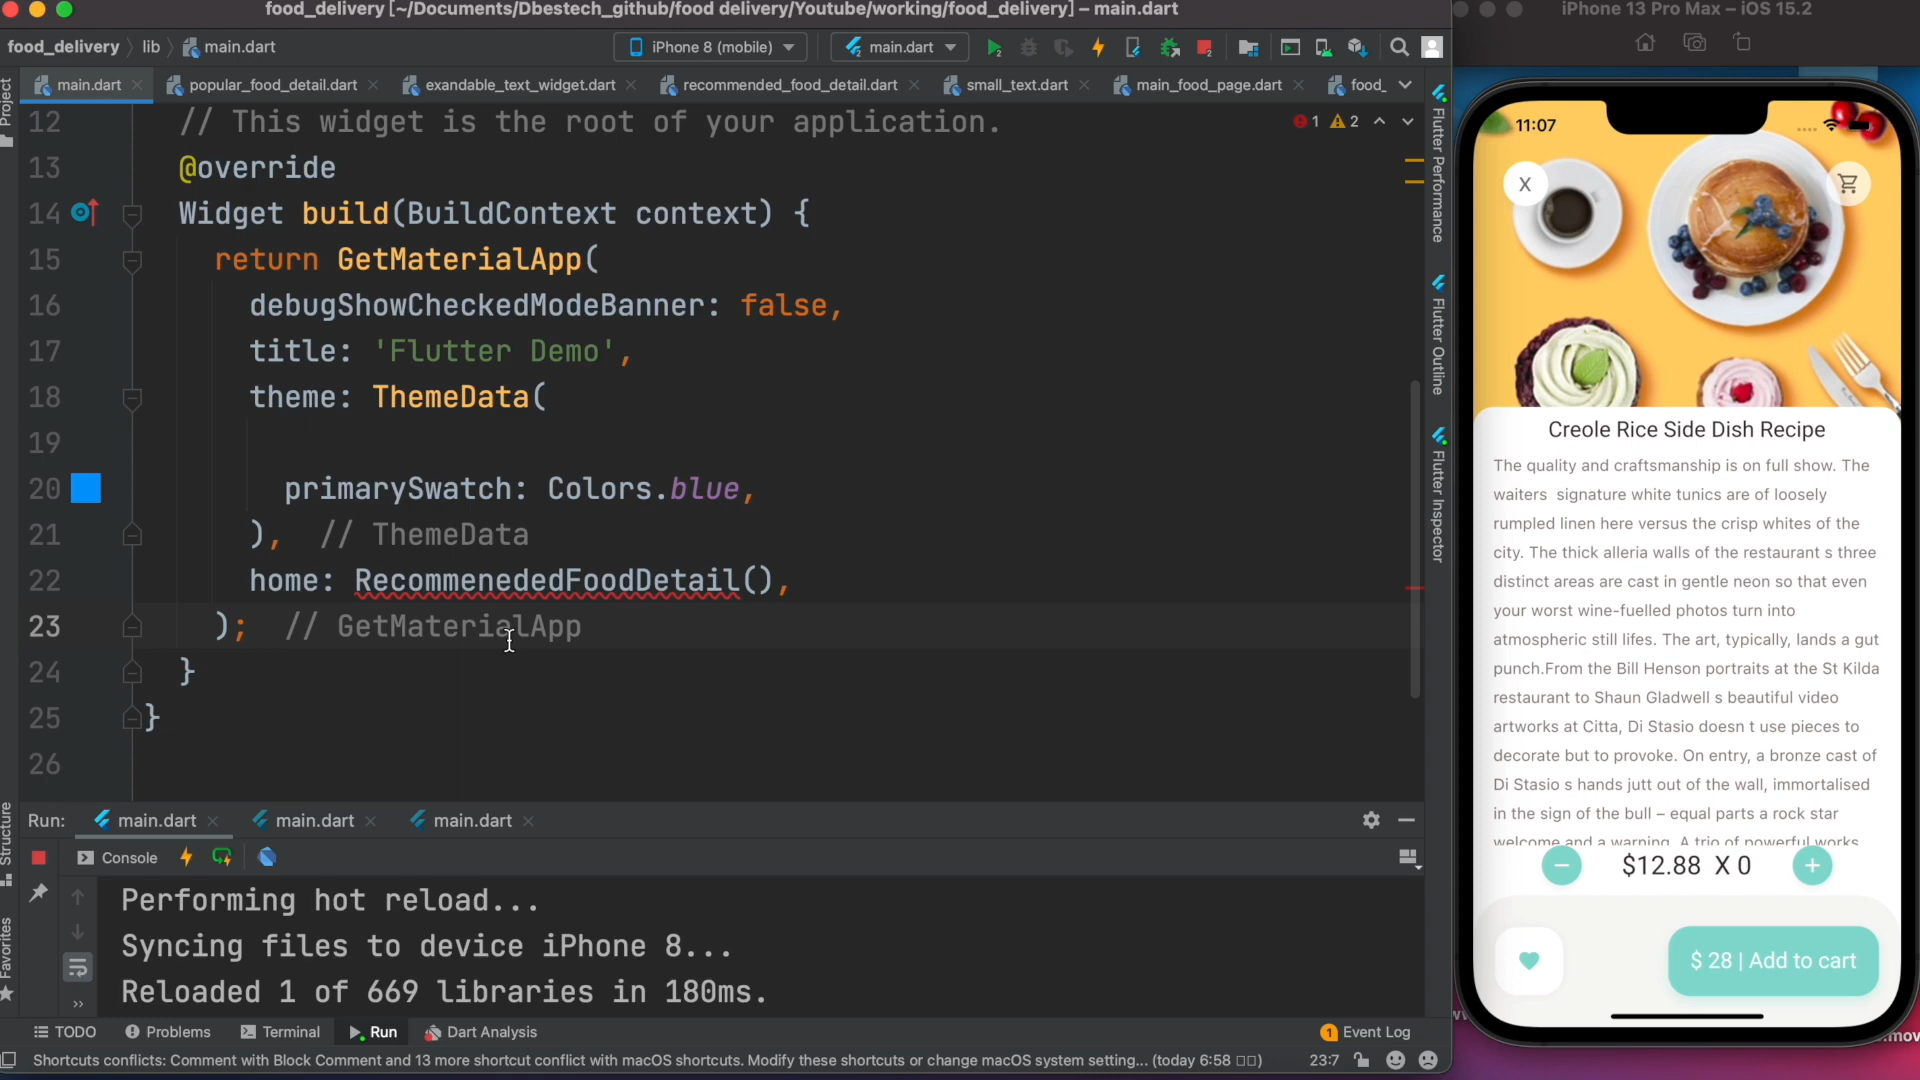 food_delivery [~/Documents/Dbestech_github/food delivery/Youtube/working/food_delivery] – main.dart
iPhone 13 Pro Max – iOS 15.2
food_delivery
lib
main.dart
iPhone 8 (mobile)
main.dart
main.dart
popular_food_detail.dart
exandable_text_widget.dart
recommended_food_detail.dart
small_text.dart
main_food_page.dart
food_
Project
1
2
12 // This widget is the root of your application.
13 @override
14 Widget build(BuildContext context) {
15 return GetMaterialApp(
16 debugShowCheckedModeBanner: false,
17 title: 'Flutter Demo',
18 theme: ThemeData(
19
20 primarySwatch: Colors.blue,
21 ), // ThemeData
22 home: RecommenededFoodDetail(),
23 ); // GetMaterialApp
24 }
25 }
26
Flutter Performance
Flutter Outline
Flutter Inspector
Structure
Favorites
Run:
main.dart
main.dart
main.dart
Console
Performing hot reload...
Syncing files to device iPhone 8...
Reloaded 1 of 669 libraries in 180ms.
TODO
Problems
Terminal
Run
Dart Analysis
1 Event Log
Shortcuts conflicts: Comment with Block Comment and 13 more shortcut conflict with macOS shortcuts. Modify these shortcuts or change macOS system setting... (today 6:58
23:7
11:07
X
Creole Rice Side Dish Recipe
The quality and craftsmanship is on full show. The
waiters signature white tunics are of loosely
rumpled linen here versus the crisp whites of the
city. The thick alleria walls of the restaurant s three
distinct areas are cast in gentle neon so that even
your worst wine-fuelled photos turn into
atmospheric still lifes. The art, typically, lands a gut
punch.From the Bill Henson portraits at the St Kilda
restaurant to Shaun Gladwell s beautiful video
artworks at Citta, Di Stasio doesn t use pieces to
decorate but to provoke. On entry, a bronze cast of
Di Stasio s hands jutt out of the wall, immortalised
in the sign of the bull – equal parts a rock star
welcome and a warning. A trio of powerful works
$12.88 X 0
$ 28 | Add to cart
.mov